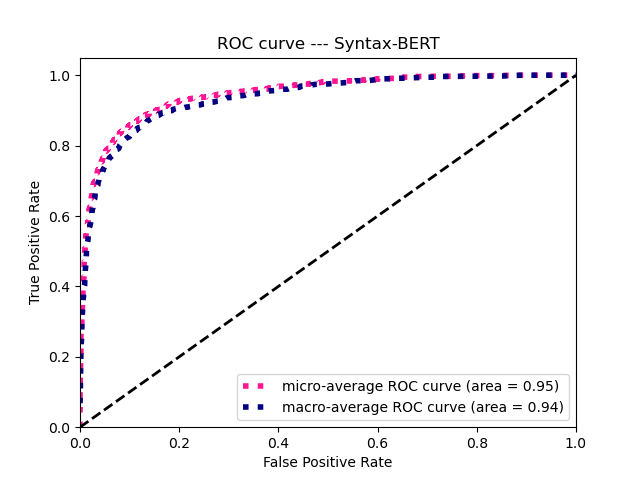 ROC curve --- Syntax-BERT
1.0
0.8
0.6
0.4
0.2
0.0
True Positive Rate
micro-average ROC curve (area = 0.95)
macro-average ROC curve (area = 0.94)
0.0 0.2 0.4 0.6 0.8 1.0
False Positive Rate